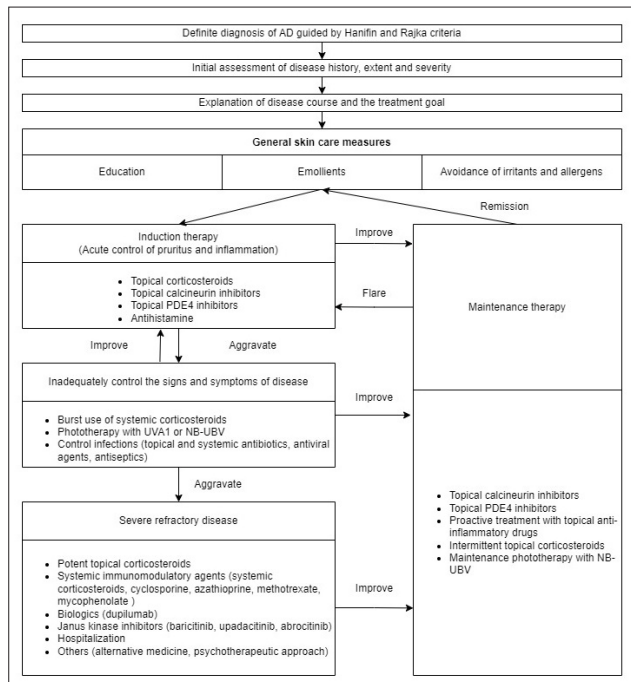 Definite diagnosis of AD guided by Hanifin and Rajka criteria
Initial assessment of disease history, extent and severity
Explanation of disease course and the treatment goal
General skin care measures
Education
Emollients
Avoidance of irritants and allergens
Remission
Induction therapy
(Acute control of pruritus and inflammation)
Improve
• Topical corticosteroids
• Topical calcineurin inhibitors
• Topical PDE4 inhibitors
• Antihistamine
Flare
Maintenance therapy
Improve
Aggravate
Inadequately control the signs and symptoms of disease
Improve
• Burst use of systemic corticosteroids
• Phototherapy with UVA1 or NB-UBV
• Control infections (topical and systemic antibiotics, antiviral
agents, antiseptics)
Aggravate
Severe refractory disease
• Potent topical corticosteroids
• Systemic immunomodulatory agents (systemic
corticosteroids, cyclosporine, azathioprine, methotrexate,
mycophenolate )
• Biologics (dupilumab)
• Janus kinase inhibitors (baricitinib, upadacitinib, abrocitinib)
• Hospitalization
• Others (alternative medicine, psychotherapeutic approach)
Improve
• Topical calcineurin inhibitors
• Topical PDE4 inhibitors
• Proactive treatment with topical anti-
inflammatory drugs
• Intermittent topical corticosteroids
• Maintenance phototherapy with NB-
UBV